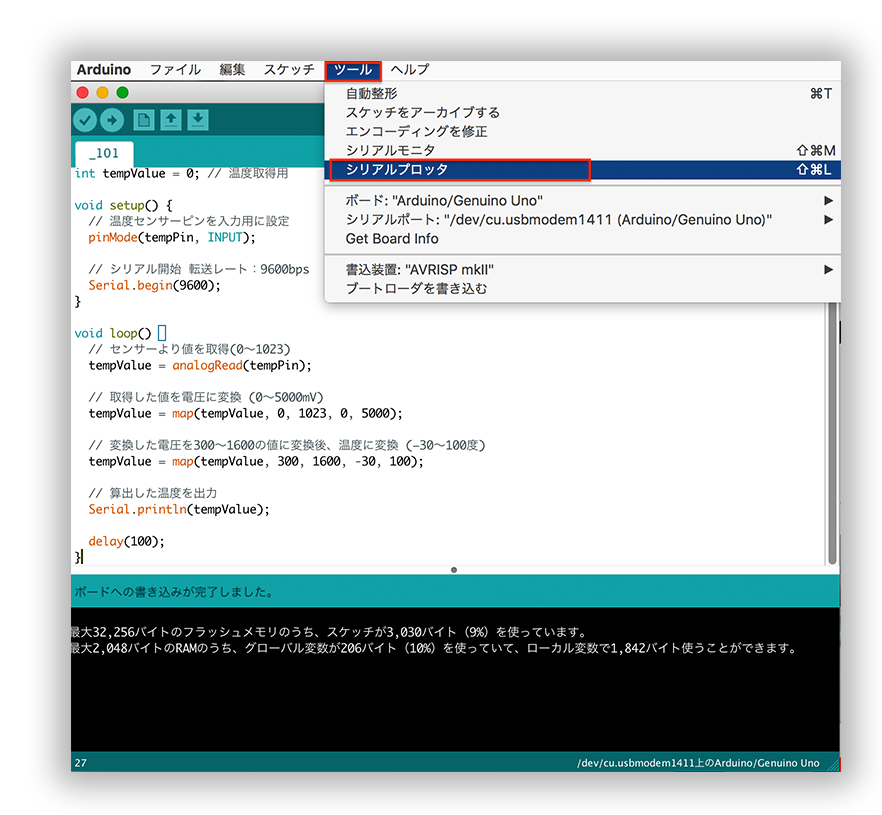 Arduino ファイル 編集 スケッチ ツール ヘルプ
自動整形 ⌘T
スケッチをアーカイブする
エンコーディングを修正
シリアルモニタ ⇧⌘M
シリアルプロッタ ⇧⌘L
ボード: "Arduino/Genuino Uno" ▶
シリアルポート: "/dev/cu.usbmodem1411 (Arduino/Genuino Uno)" ▶
Get Board Info
書込装置: "AVRISP mkII" ▶
ブートローダを書き込む
_101
int tempValue = 0; // 温度取得用
void setup() {
// 温度センサーピンを入力用に設定
pinMode(tempPin, INPUT);
// シリアル開始 転送レート：9600bps
Serial.begin(9600);
}
void loop()
// センサーより値を取得(0〜1023)
tempValue = analogRead(tempPin);
// 取得した値を電圧に変換 (0〜5000mV)
tempValue = map(tempValue, 0, 1023, 0, 5000);
// 変換した電圧を300〜1600の値に変換後、温度に変換 (−30〜100度)
tempValue = map(tempValue, 300, 1600, -30, 100);
// 算出した温度を出力
Serial.println(tempValue);
delay(100);
}
ボードへの書き込みが完了しました。
最大32,256バイトのフラッシュメモリのうち、スケッチが3,030バイト（9%）を使っています。
最大2,048バイトのRAMのうち、グローバル変数が206バイト（10%）を使っていて、ローカル変数で1,842バイト使うことができます。
27 /dev/cu.usbmodem1411上のArduino/Genuino Uno